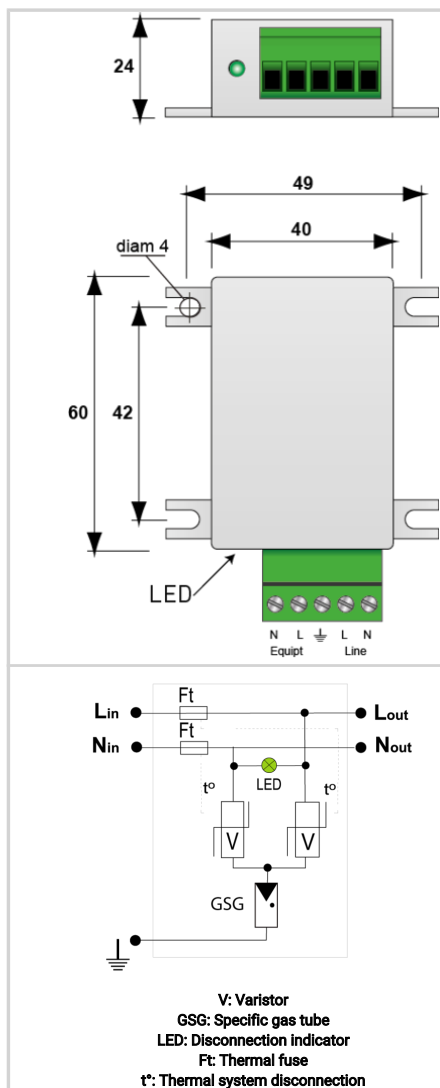 24
49
40
diam 4
60
42
LED
N L L N
Equipt Line
Ft
Lin Lout
Ft
Nin Nout
LED
t° t°
V V
GSG
V: Varistor
GSG: Specific gas tube
LED: Disconnection indicator
Ft: Thermal fuse
t°: Thermal system disconnection